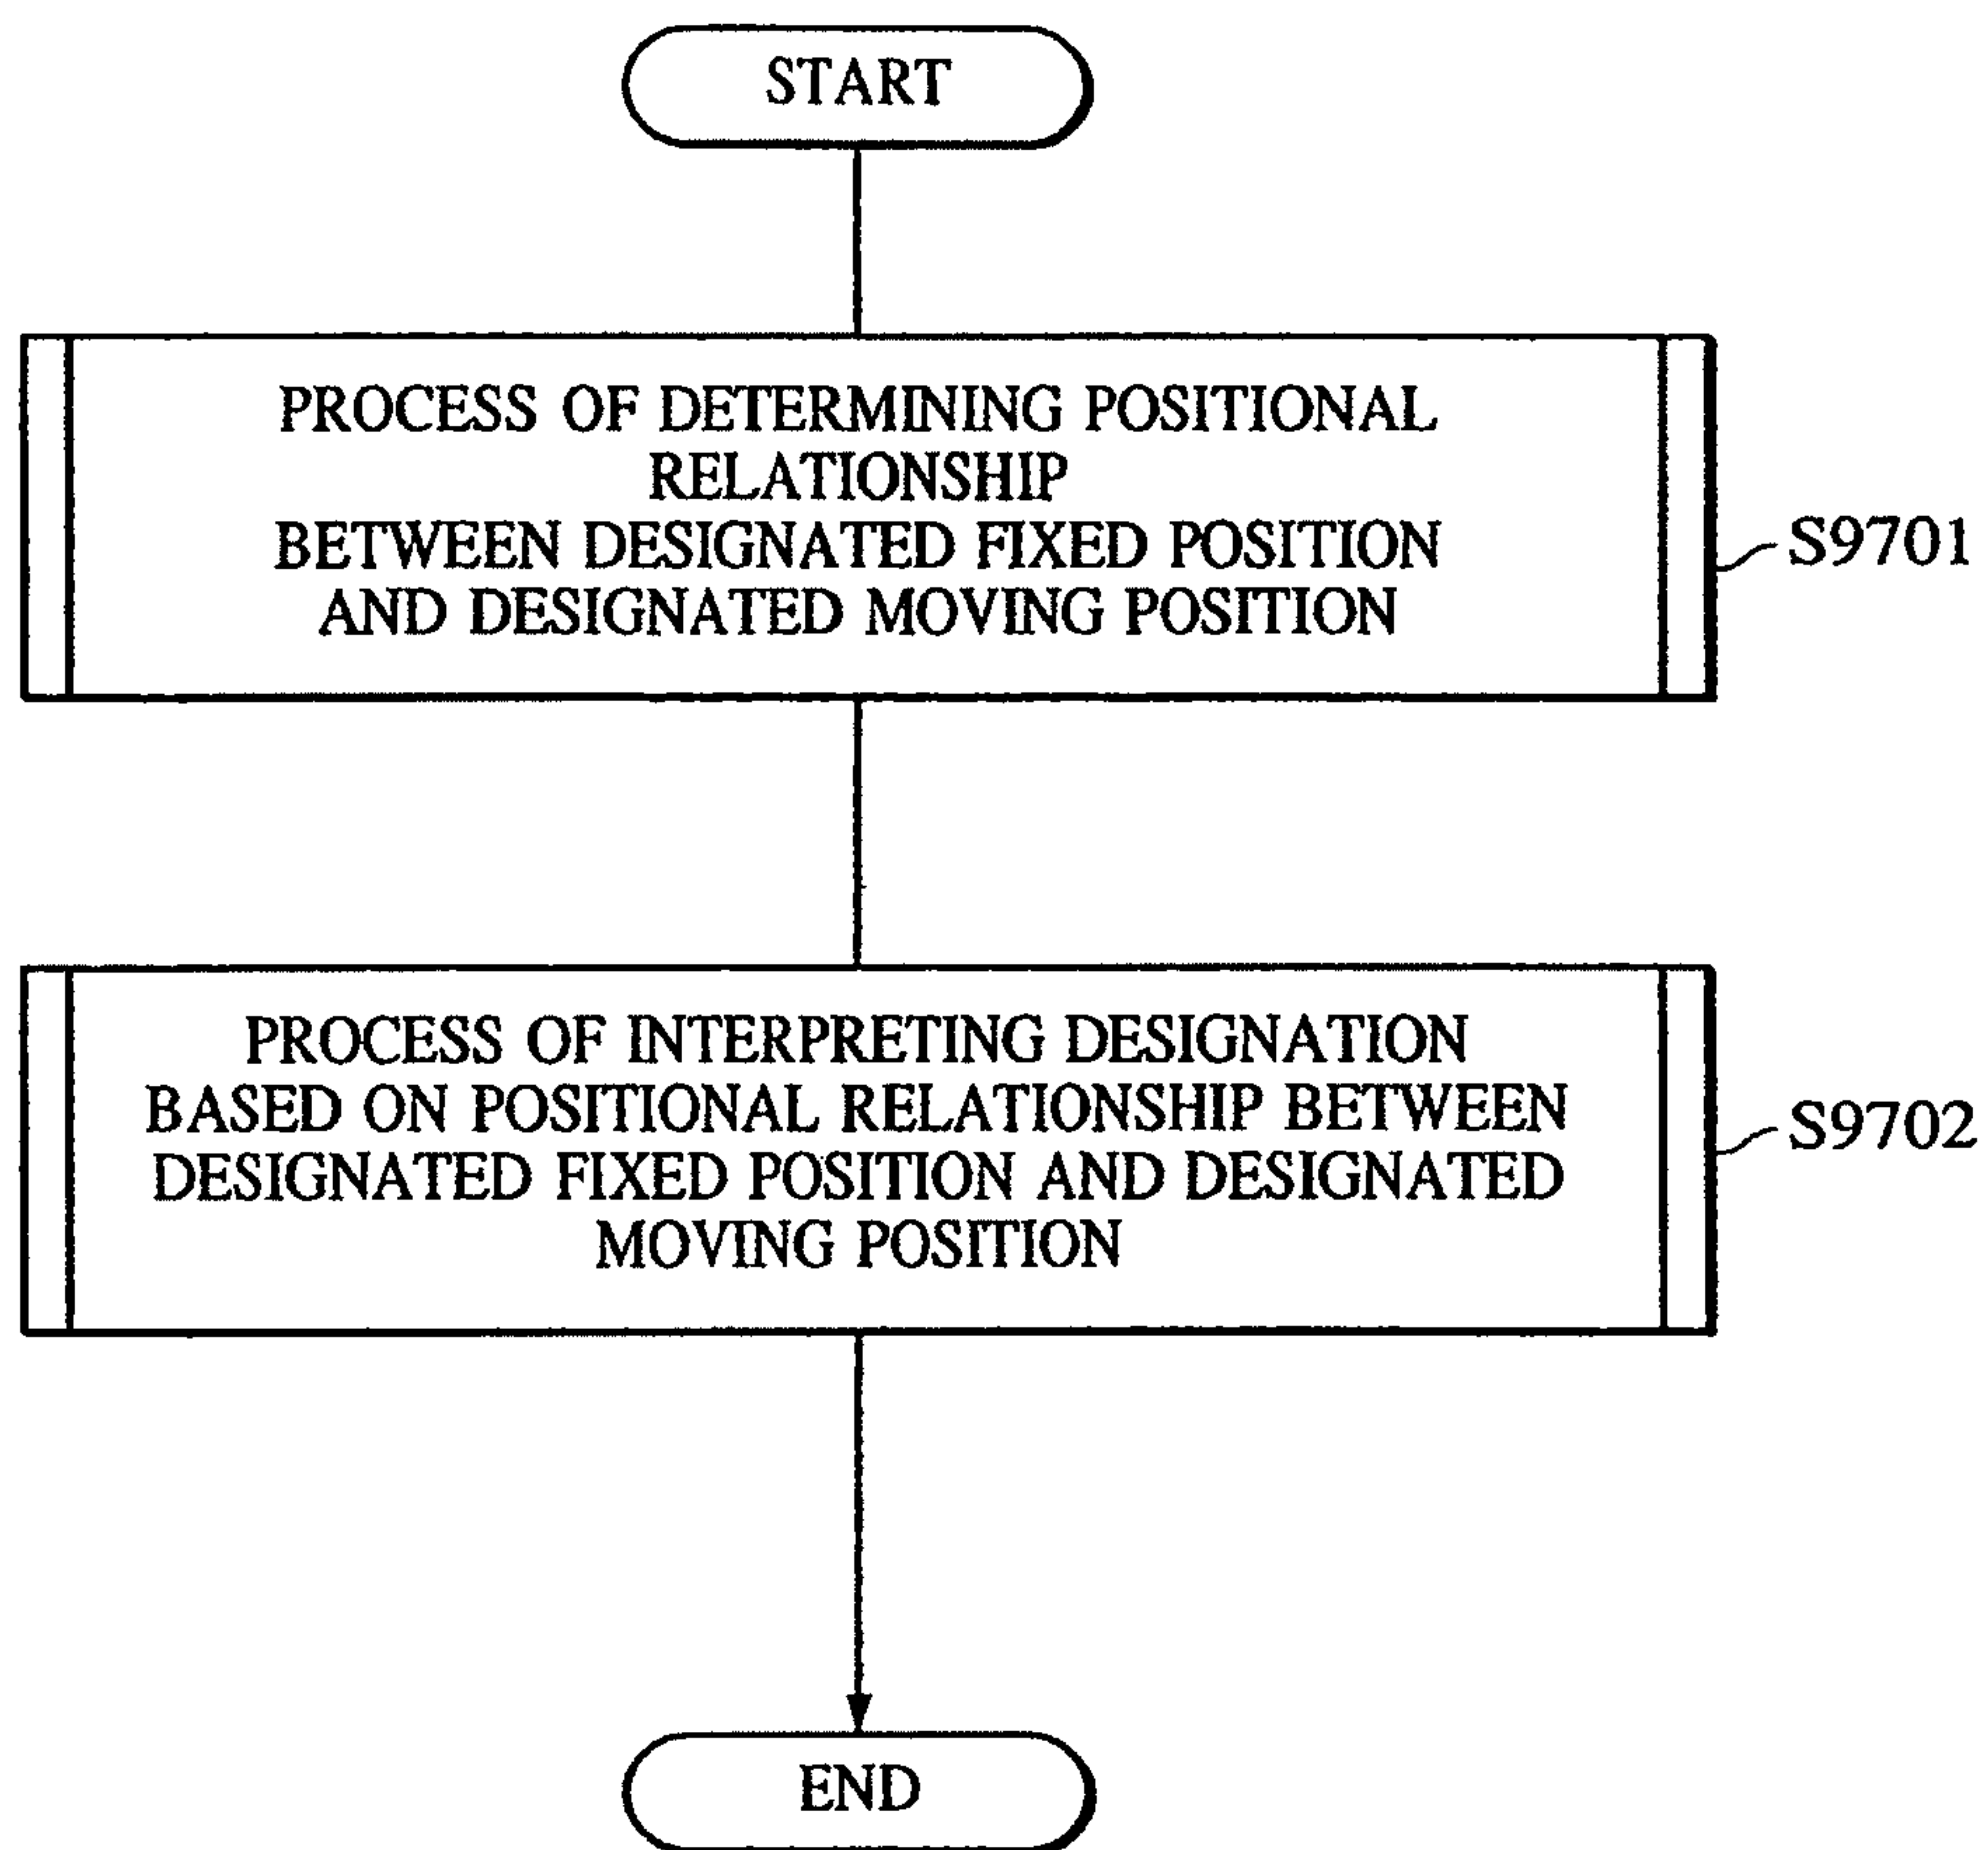 START
PROCESS OF DETERMINING POSITIONAL
RELATIONSHIP
BETWEEN DESIGNATED FIXED POSITION
AND DESIGNATED MOVING POSITION
S9701
PROCESS OF INTERPRETING DESIGNATION
BASED ON POSITIONAL RELATIONSHIP BETWEEN
DESIGNATED FIXED POSITION AND DESIGNATED
MOVING POSITION
S9702
END